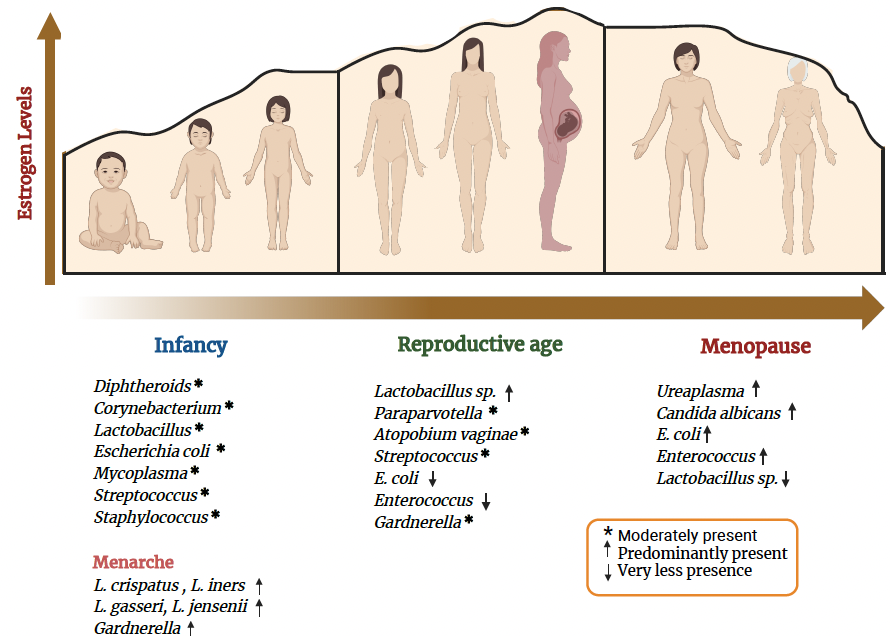 Estrogen Levels
Infancy
Diphtheroids *
Corynebacterium *
Lactobacillus *
Escherichia coli *
Mycoplasma *
Streptococcus *
Staphylococcus *
Menarche
L. crispatus , L. iners ↑
L. gasseri, L. jensenii ↑
Gardnerella ↑
Reproductive age
Lactobacillus sp. ↑
Paraparvotella *
Atopobium vaginae *
Streptococcus *
E. coli ↓
Enterococcus ↓
Gardnerella *
Menopause
Ureaplasma ↑
Candida albicans ↑
E. coli ↑
Enterococcus ↑
Lactobacillus sp. ↓
* Moderately present
↑ Predominantly present
↓ Very less presence